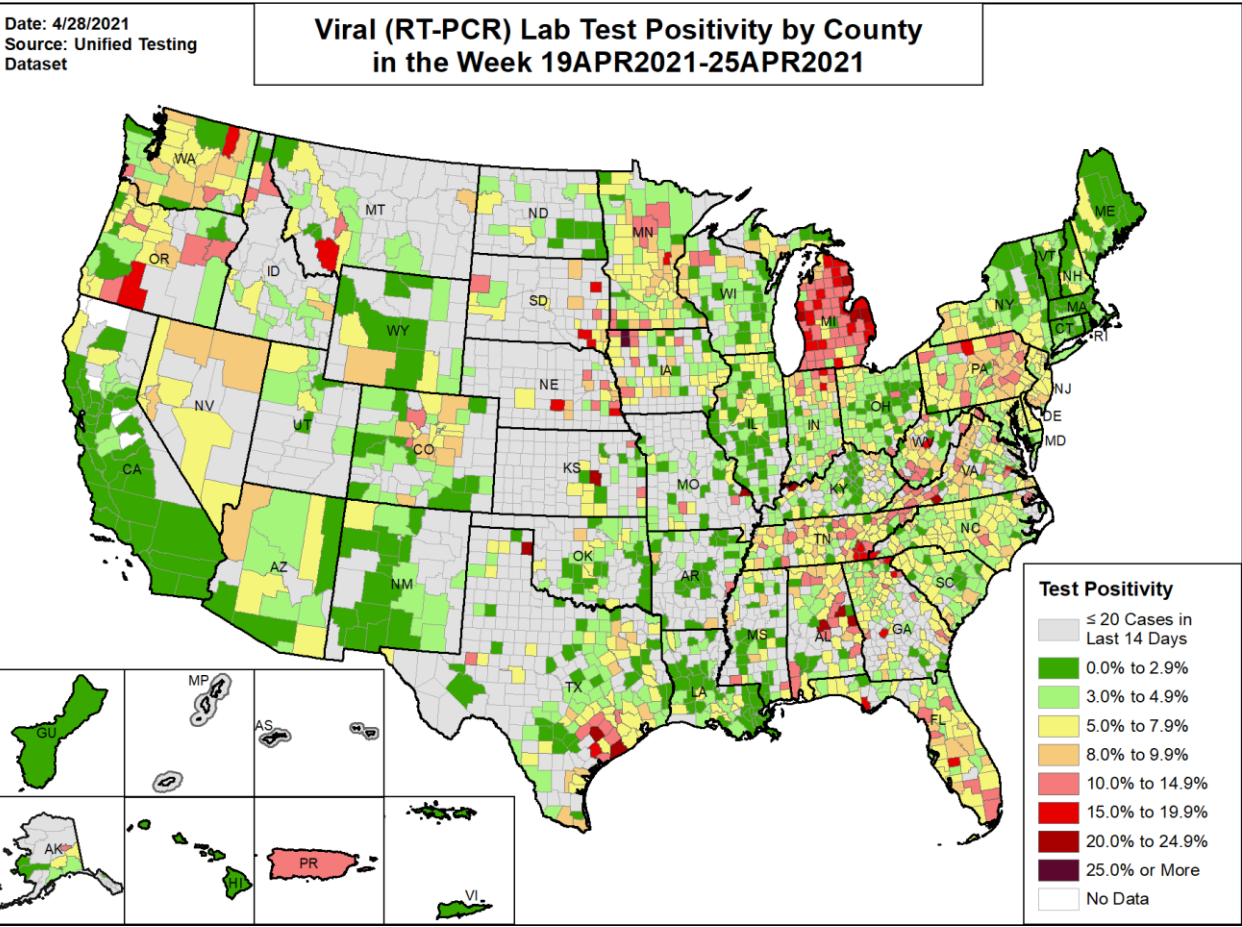 Date: 4/28/2021
Source: Unified Testing
Dataset
Viral (RT-PCR) Lab Test Positivity by County
in the Week 19APR2021-25APR2021
WA
MT
ND
MN
ME
OR
ID
SD
WI
MI
VT
NH
NY
MA
CT
RI
WY
IA
PA
NJ
NE
NV
UT
CO
IL
IN
OH
DE
MD
WV
VA
CA
KS
MO
KY
NC
TN
AZ
NM
OK
AR
SC
MS
AL
GA
TX
LA
FL
MP
GU
AS
AK
HI
PR
VI
Test Positivity
≤ 20 Cases in
Last 14 Days
0.0% to 2.9%
3.0% to 4.9%
5.0% to 7.9%
8.0% to 9.9%
10.0% to 14.9%
15.0% to 19.9%
20.0% to 24.9%
25.0% or More
No Data